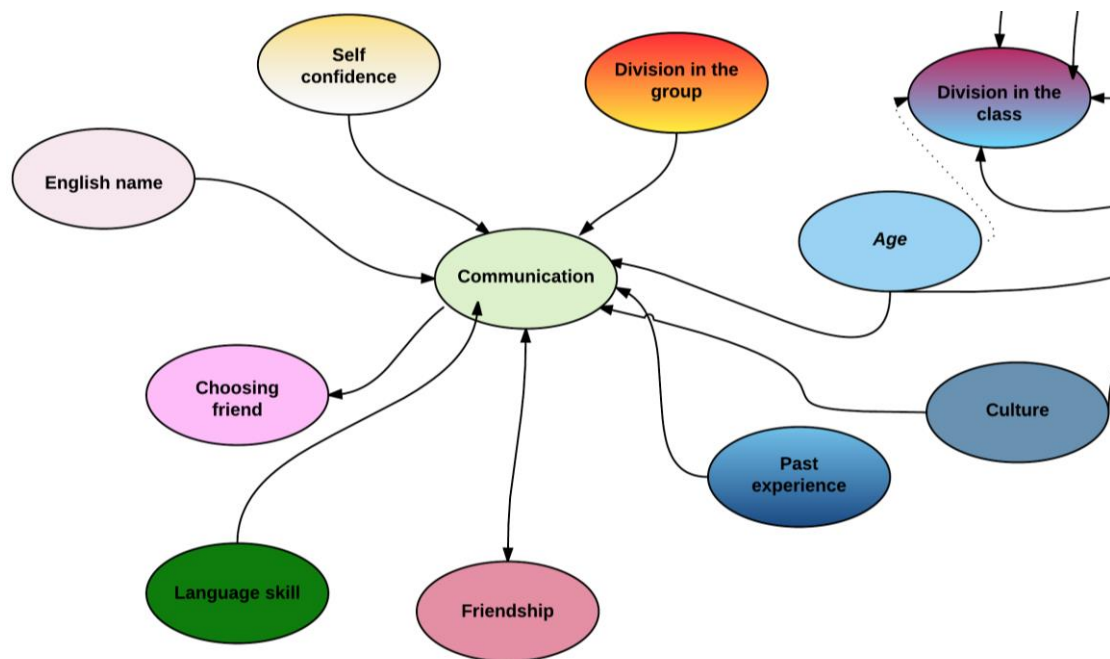 Self
confidence
Division in the
group
Division in the
class
English name
Age
Communication
Choosing
friend
Culture
Past
experience
Language skill
Friendship